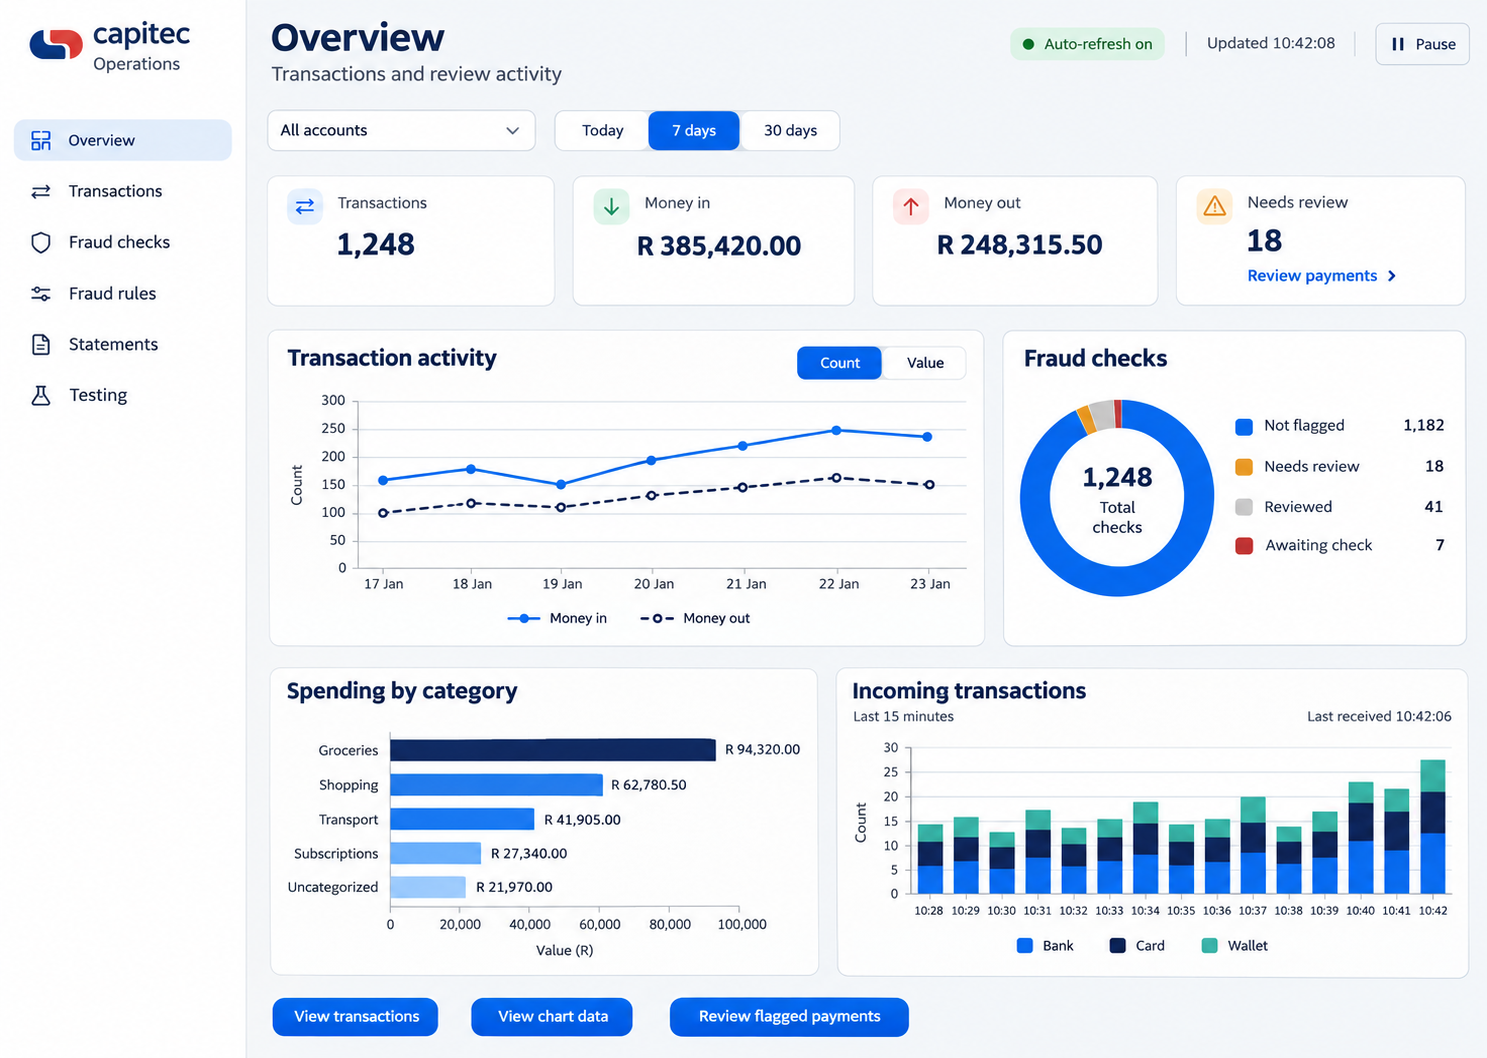 capitec
Operations
Overview
Transactions
Fraud checks
Fraud rules
Statements
Testing
Overview
Transactions and review activity
Auto-refresh on
Updated 10:42:08
Pause
All accounts
Today
7 days
30 days
Transactions
1,248
Money in
R 385,420.00
Money out
R 248,315.50
Needs review
18
Review payments
Transaction activity
Count
Value
300
250
200
150
100
50
0
Count
17 Jan
18 Jan
19 Jan
20 Jan
21 Jan
22 Jan
23 Jan
Money in
Money out
Fraud checks
1,248
Total
checks
Not flagged 1,182
Needs review 18
Reviewed 41
Awaiting check 7
Spending by category
Groceries R 94,320.00
Shopping R 62,780.50
Transport R 41,905.00
Subscriptions R 27,340.00
Uncategorized R 21,970.00
0
20,000
40,000
60,000
80,000
100,000
Value (R)
Incoming transactions
Last 15 minutes
Last received 10:42:06
30
25
20
15
10
5
0
Count
10:28
10:29
10:30
10:31
10:32
10:33
10:34
10:35
10:36
10:37
10:38
10:39
10:40
10:41
10:42
Bank
Card
Wallet
View transactions
View chart data
Review flagged payments